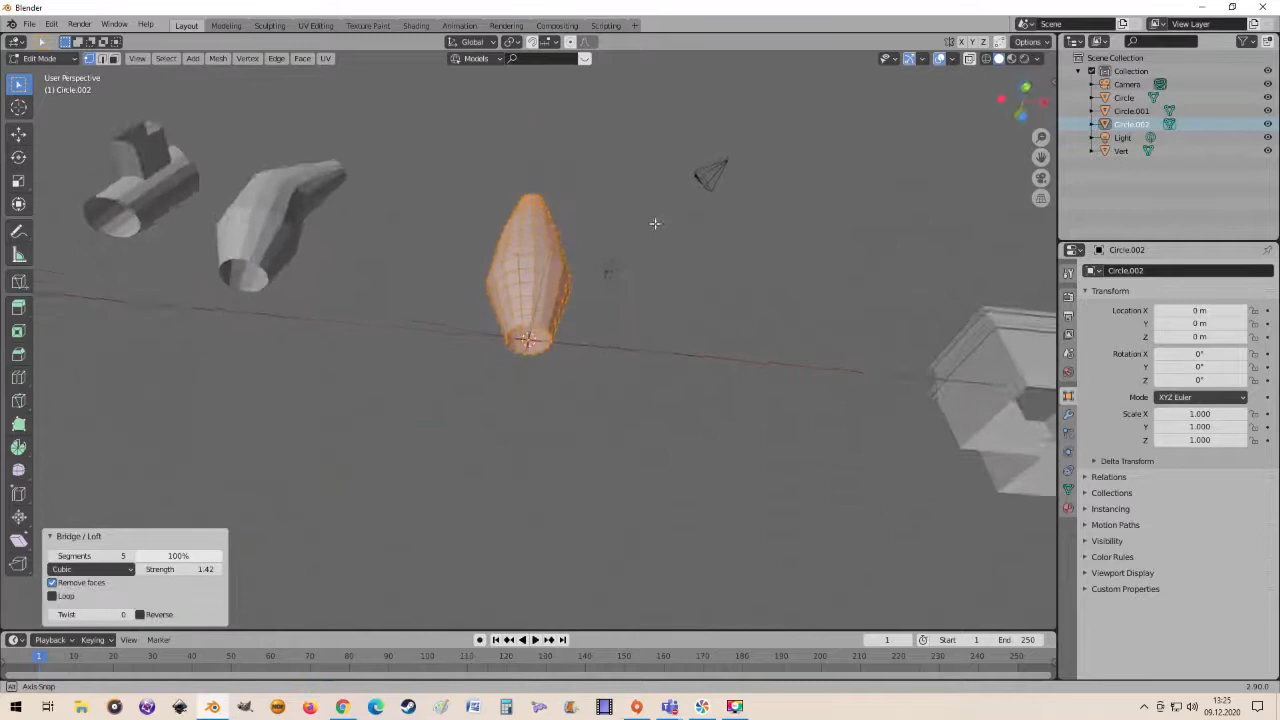 Blender
File Edit Render Window Help Layout Modeling Sculpting UV Editing Texture Paint Shading Animation Rendering Compositing Scripting + Scene View Layer
Global X Y Z Options
Edit Mode View Select Add Mesh Vertex Edge Face UV Models
User Perspective
(1) Circle.002
Scene Collection
Collection
Camera
Circle
Circle.001
Circle.002
Light
Vert
Circle.002
Circle.002
Transform
Location X 0 m
Y 0 m
Z 0 m
Rotation X 0°
Y 0°
Z 0°
Mode XYZ Euler
Scale X 1.000
Y 1.000
Z 1.000
Delta Transform
Relations
Collections
Instancing
Motion Paths
Visibility
Color Rules
Viewport Display
Custom Properties
Bridge / Loft
Segments 5 100%
Cubic Strength 1.42
Remove faces
Loop
Twist 0 Reverse
Playback Keying View Marker 1 Start 1 End 250
1 10 20 30 40 50 60 70 80 90 100 110 120 130 140 150 160 170 180 190 200 210 220 230 240 250
Axis Snap 2.90.0
13:25
09.12.2020